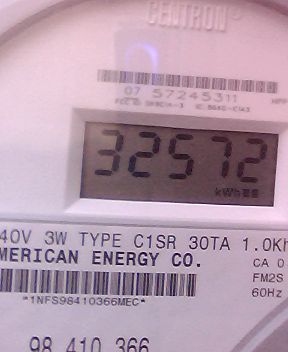 CENTRON®
07 57245311
32572
kWh
40V 3W TYPE C1SR 30TA 1.0Kh
MERICAN ENERGY CO.
CA 0
FM2S
60Hz
*1NFS98410366MEC*
98 410 366